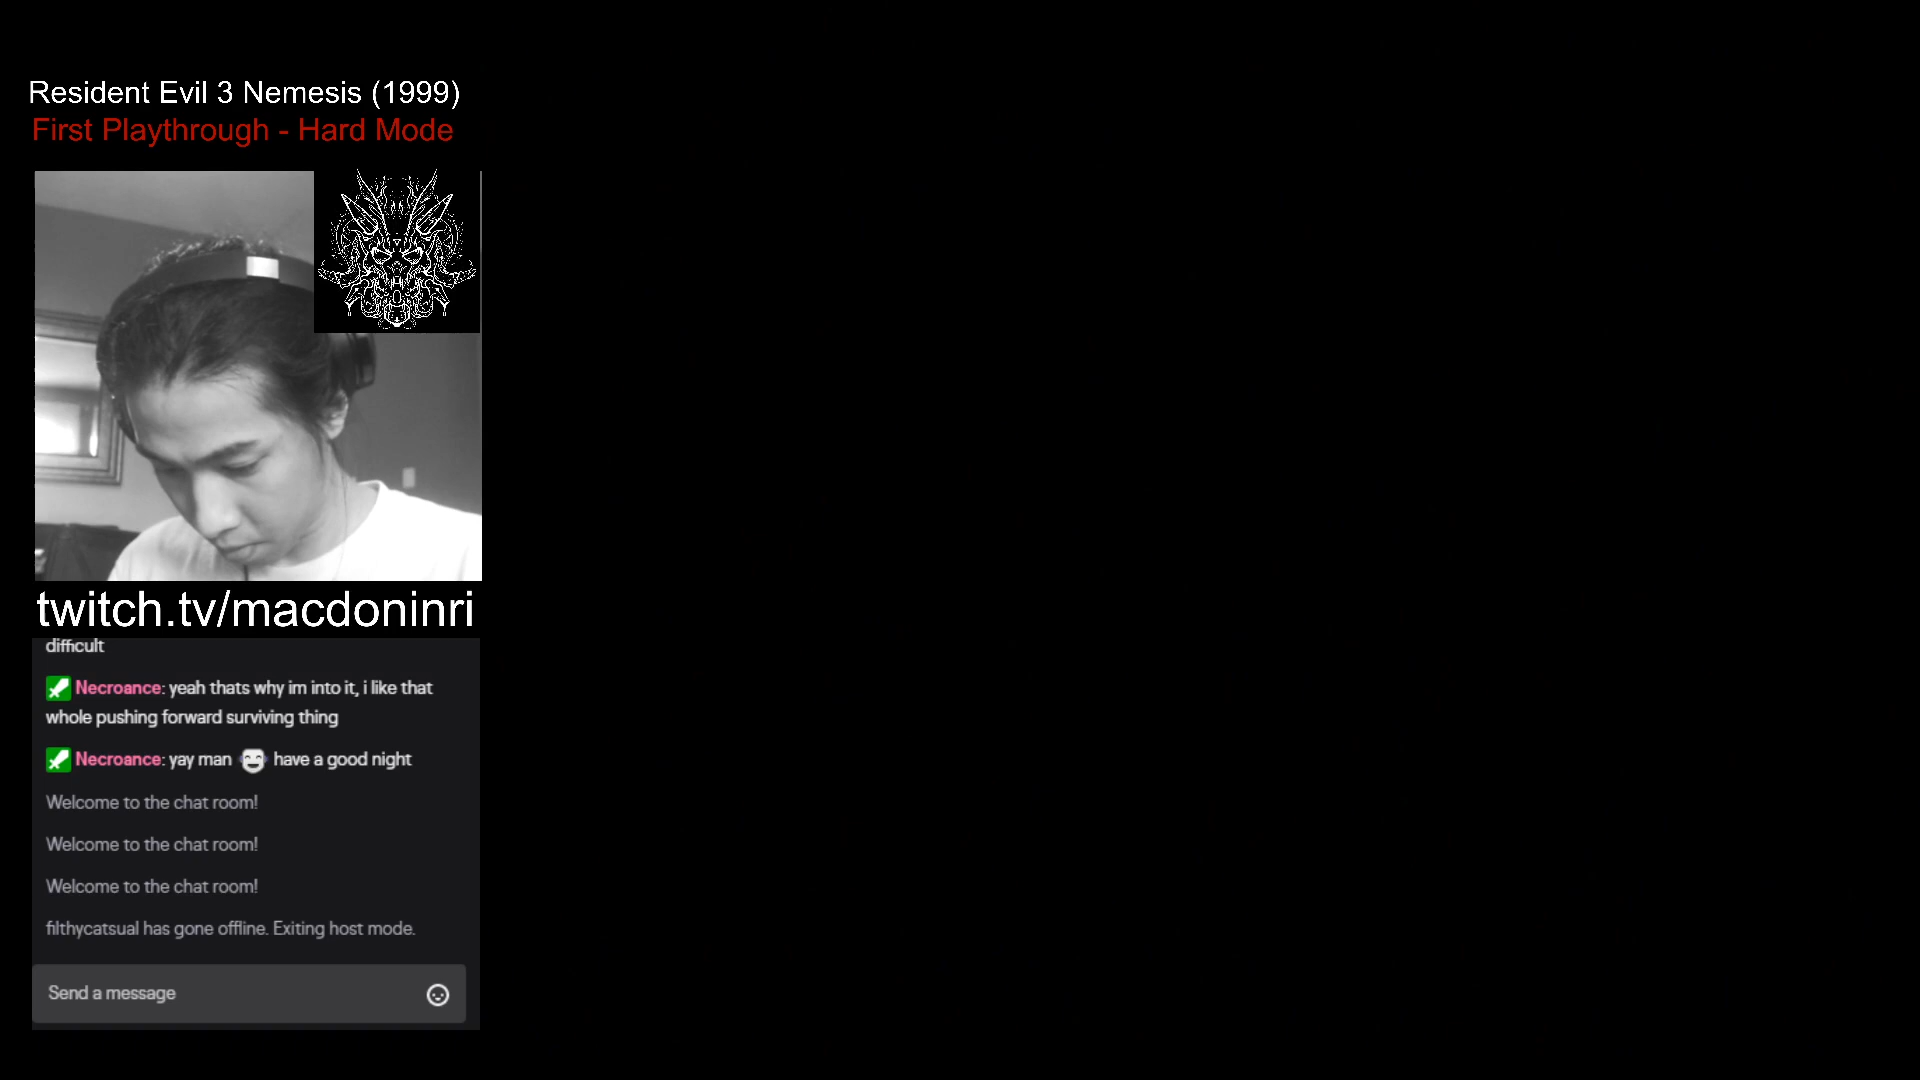 Resident Evil 3 Nemesis (1999)
First Playthrough - Hard Mode
twitch.tv/macdoninri
difficult
Necroance: yeah thats why im into it, i like that
whole pushing forward surviving thing
Necroance: yay man have a good night
Welcome to the chat room!
Welcome to the chat room!
Welcome to the chat room!
filthycatsual has gone offline. Exiting host mode.
Send a message